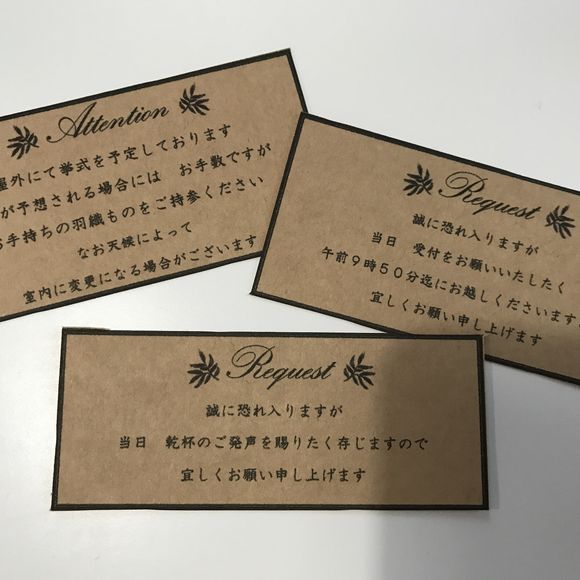 Attention
屋外にて挙式を予定しております
が予想される場合には お手数ですが
お手持ちの羽織ものをご持参ください
なお天候によって
室内に変更になる場合がございます
Request
誠に恐れ入りますが
当日 受付をお願いいたしたく
午前9時50分迄にお越しくださいます
宜しくお願い申し上げます
Request
誠に恐れ入りますが
当日 乾杯のご発声を賜りたく存じますので
宜しくお願い申し上げます